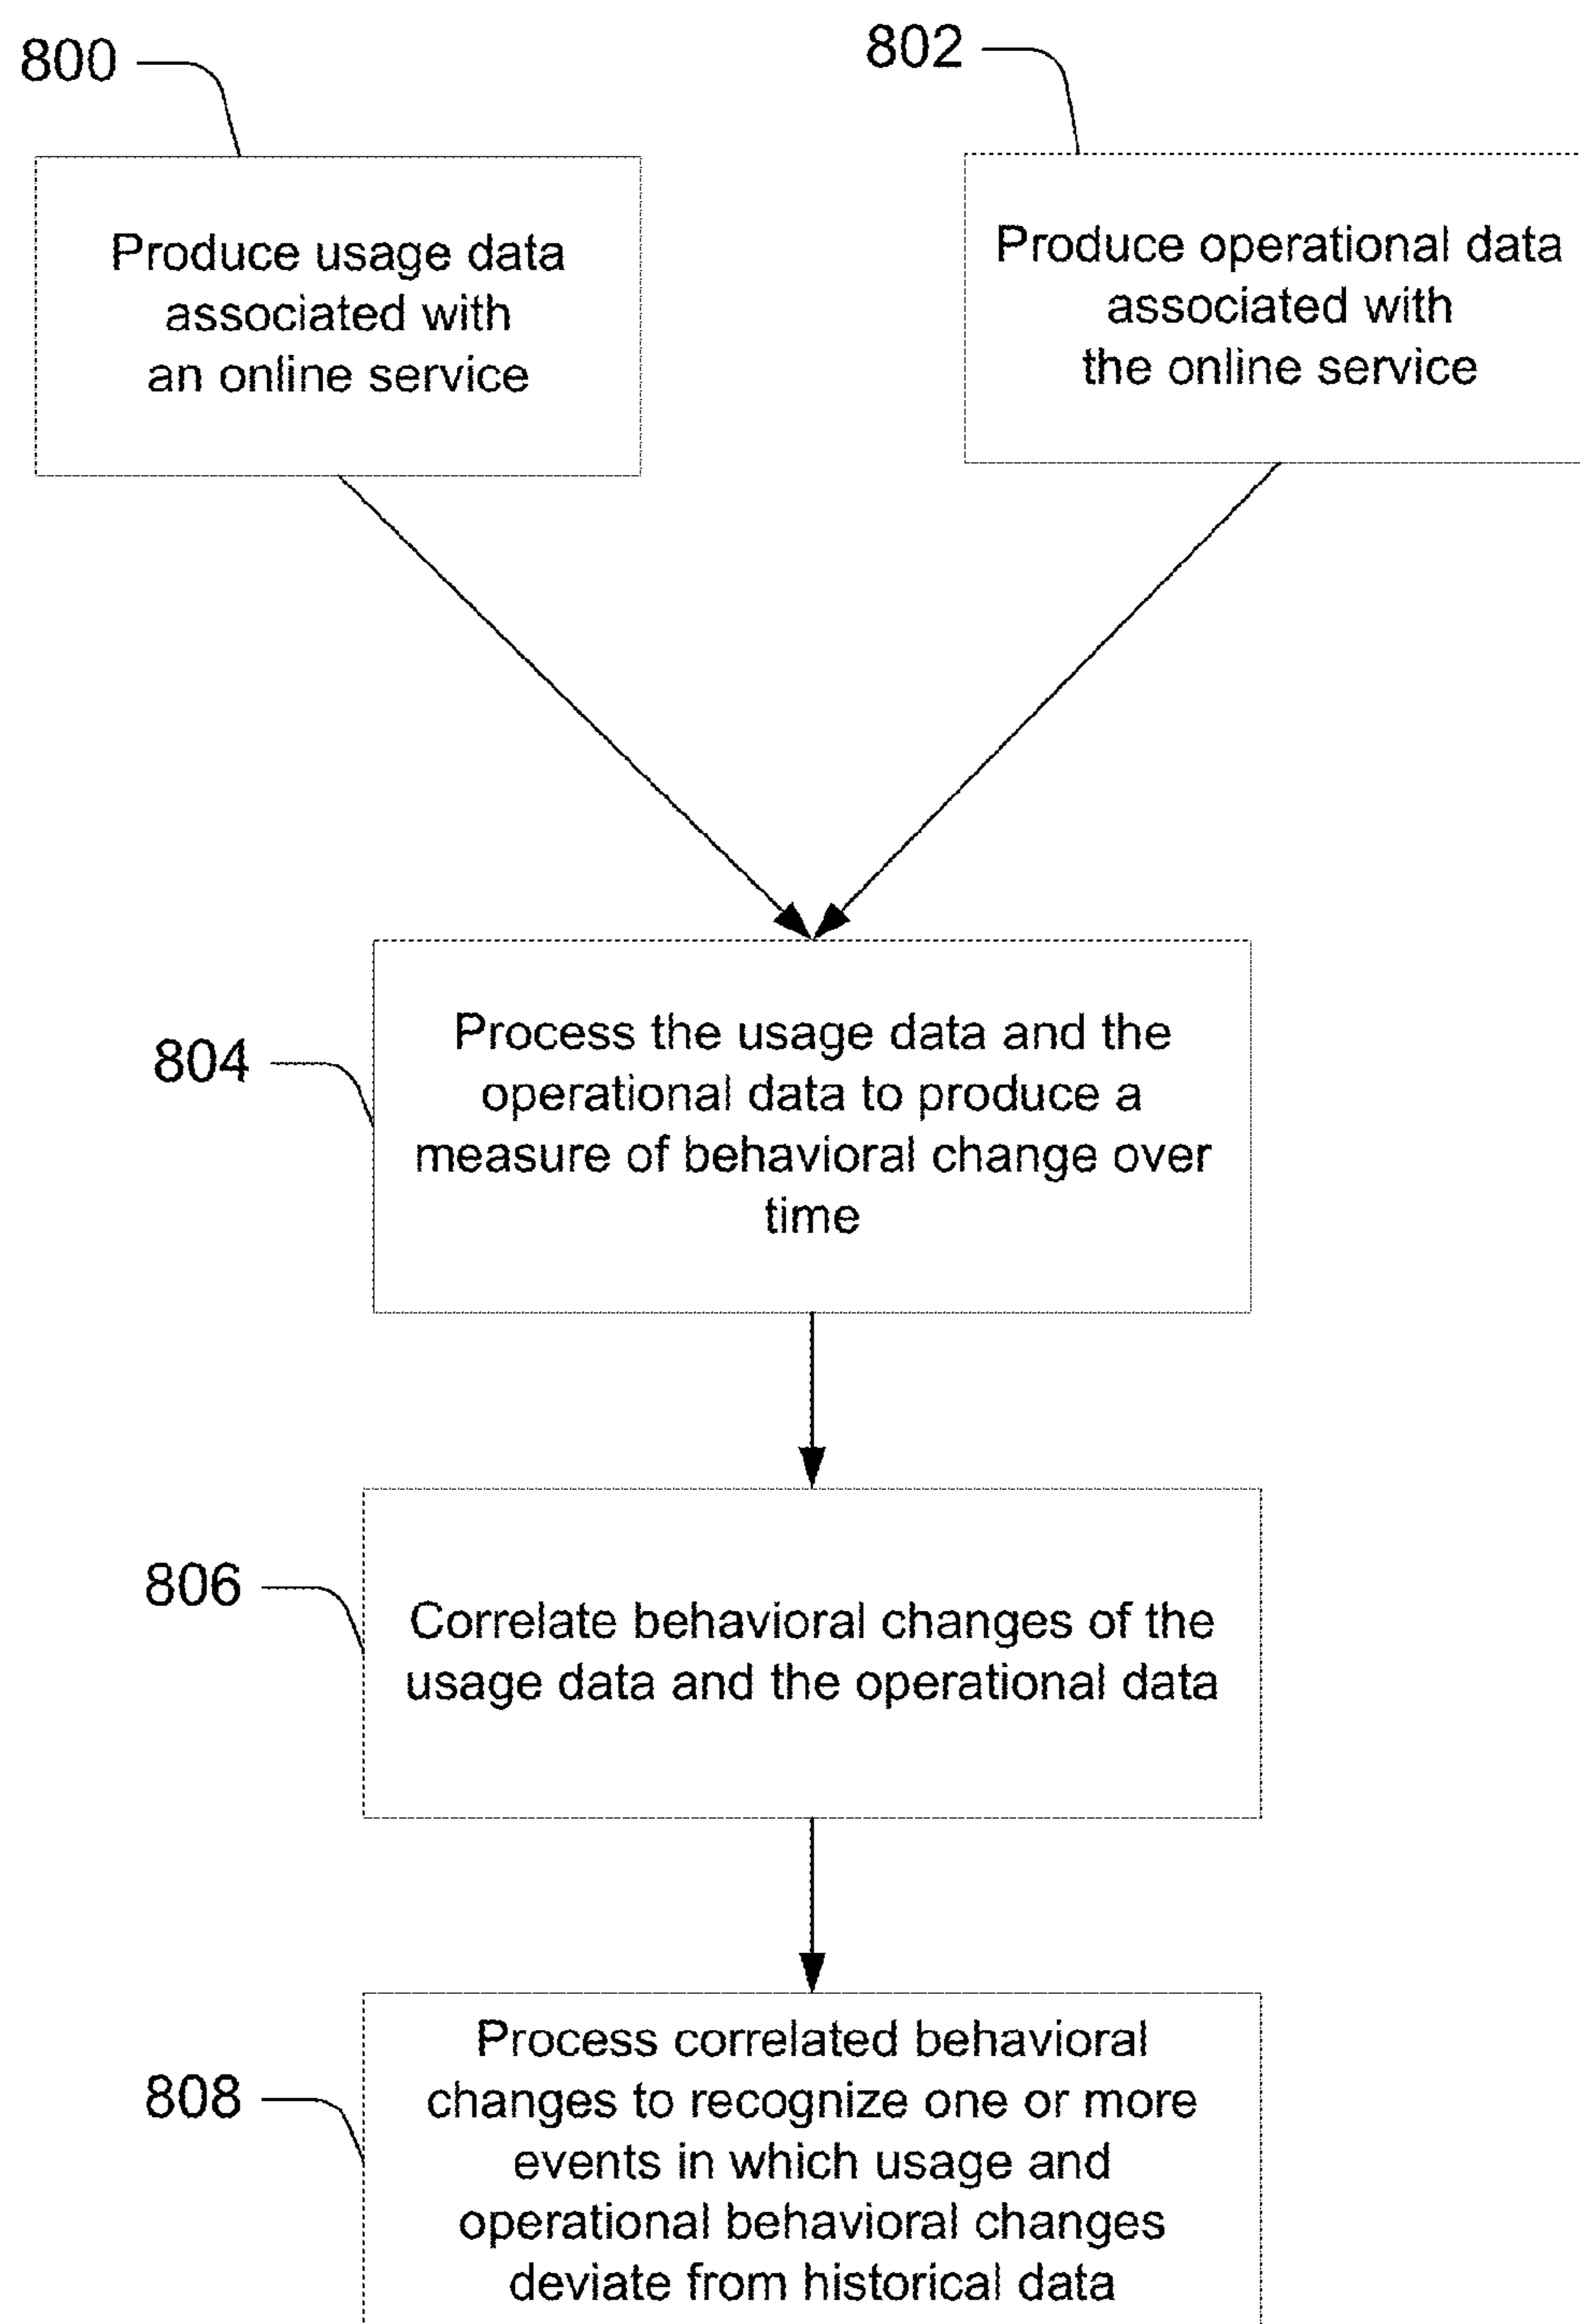 800
802
Produce usage data
associated with
an online service
Produce operational data
associated with
the online service
804
Process the usage data and the
operational data to produce a
measure of behavioral change over
time
806
Correlate behavioral changes of the
usage data and the operational data
808
Process correlated behavioral
changes to recognize one or more
events in which usage and
operational behavioral changes
deviate from historical data